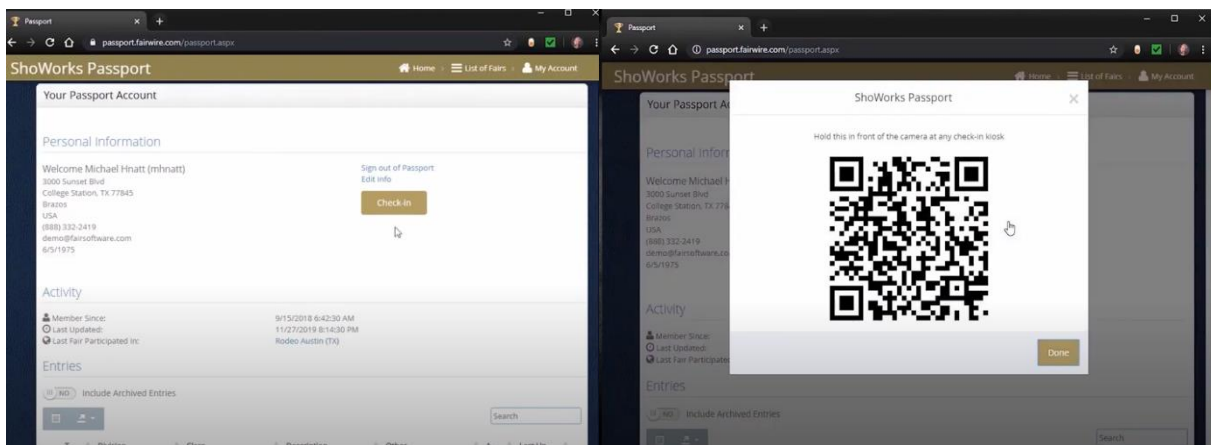 Passport
passport.fairwire.com/passport.aspx
ShoWorks Passport
Home
List of Fairs
My Account
Your Passport Account
Personal Information
Welcome Michael Hnatt (mhnatt)
3000 Sunset Blvd
College Station, TX 77845
Brazos
USA
(888) 332-2419
demo@fairsoftware.com
6/5/1975
Sign out of Passport
Edit Info
Check-in
Activity
Member Since: 9/15/2018 6:42:30 AM
Last Updated: 11/27/2019 8:14:30 PM
Last Fair Participated in: Rodeo Austin (TX)
Entries
NO Include Archived Entries
Search
Passport
passport.fairwire.com/passport.aspx
ShoWorks Passport
Home
List of Fairs
My Account
Your Passport A
Personal Infor
Welcome Michael H
3000 Sunset Blvd
College Station, TX 778
Brazos
USA
(888) 332-2419
demo@fairsoftware.co
6/5/1975
Activity
Member Since:
Last Updated:
Last Fair Participate
Entries
NO Include Archived Entries
Search
ShoWorks Passport
Hold this in front of the camera at any check-in kiosk
Done